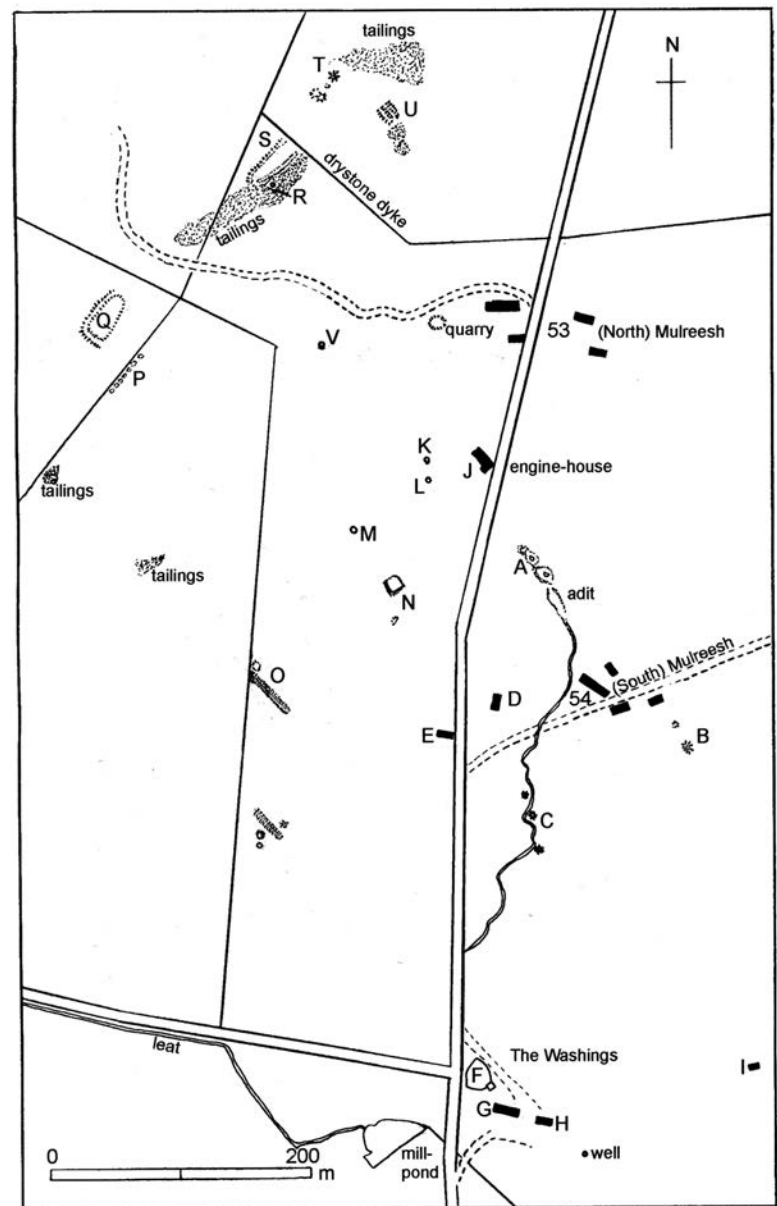 tailings
N
T
U
S
drystone dyke
R
tailings
Q
quarry
53
(North) Mulreesh
V
P
K
J
engine-house
L
tailings
M
A
tailings
N
adit
(South) Mulreesh
O
54
D
E
B
C
leat
The Washings
F
I
G
H
0
200
m
mill-
pond
well